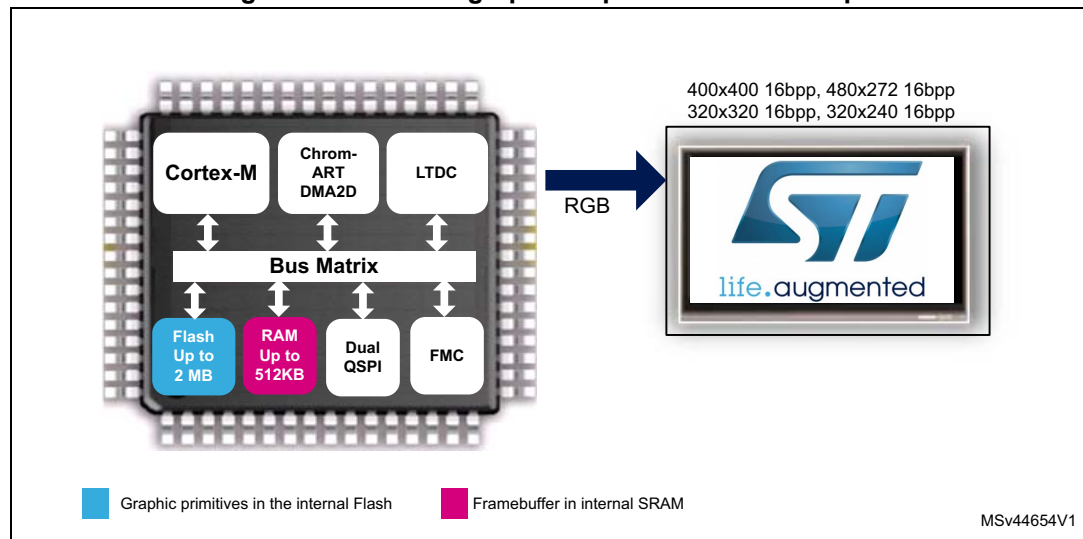 400x400 16bpp, 480x272 16bpp
320x320 16bpp, 320x240 16bpp
Cortex-M
Chrom-
ART
DMA2D
LTDC
RGB
Bus Matrix
Flash
Up to
2 MB
RAM
Up to
512KB
Dual
QSPI
FMC
ST
life.augmented
Graphic primitives in the internal Flash
Framebuffer in internal SRAM
MSv44654V1